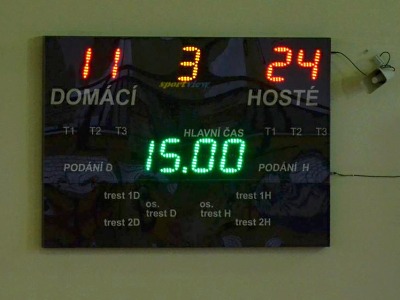 11 3 24
sportview
DOMÁCÍ HOSTÉ
T1 T2 T3 HLAVNÍ ČAS T1 T2 T3
15.00
PODÁNÍ D PODÁNÍ H
trest 1D os. trest 1H
trest D os. trest H
trest 2D trest 2H